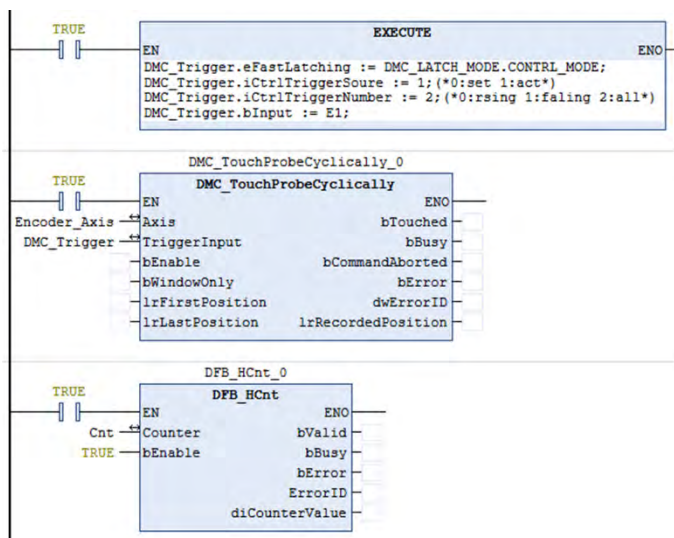 TRUE
EXECUTE
EN ENO
DMC_Trigger.eFastLatching := DMC_LATCH_MODE.CONTRL_MODE;
DMC_Trigger.iCtrlTriggerSoure := 1;(*0:set 1:act*)
DMC_Trigger.iCtrlTriggerNumber := 2;(*0:rsing 1:faling 2:all*)
DMC_Trigger.bInput := E1;
DMC_TouchProbeCyclically_0
TRUE
DMC_TouchProbeCyclically
EN ENO
Encoder_Axis Axis bTouched
DMC_Trigger TriggerInput bBusy
bEnable bCommandAborted
bWindowOnly bError
lrFirstPosition dwErrorID
lrLastPosition lrRecordedPosition
DFB_HCnt_0
TRUE
DFB_HCnt
EN ENO
Cnt Counter bValid
TRUE bEnable bBusy
bError
ErrorID
diCounterValue